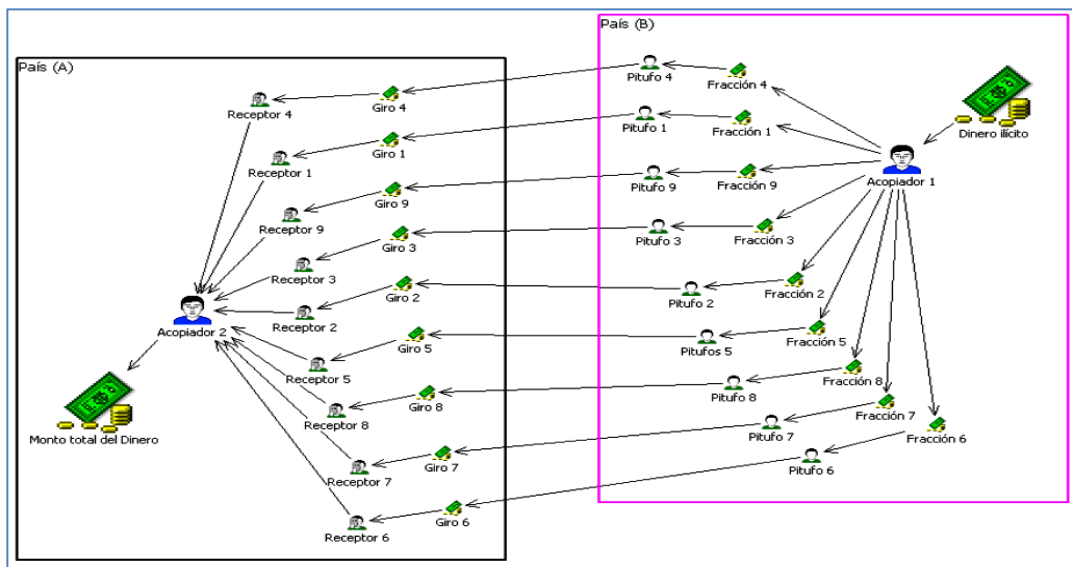 País (A)
País (B)
Receptor 4
Giro 4
Pitufo 4
Fracción 4
Dinero ilícito
Receptor 1
Giro 1
Pitufo 1
Fracción 1
Acopiador 1
Receptor 9
Giro 9
Pitufo 9
Fracción 9
Receptor 3
Giro 3
Pitufo 3
Fracción 3
Acopiador 2
Receptor 2
Giro 2
Pitufo 2
Fracción 2
Receptor 5
Giro 5
Pitufos 5
Fracción 5
Monto total del Dinero
Receptor 8
Giro 8
Pitufo 8
Fracción 8
Receptor 7
Giro 7
Pitufo 7
Fracción 7
Receptor 6
Giro 6
Pitufo 6
Fracción 6